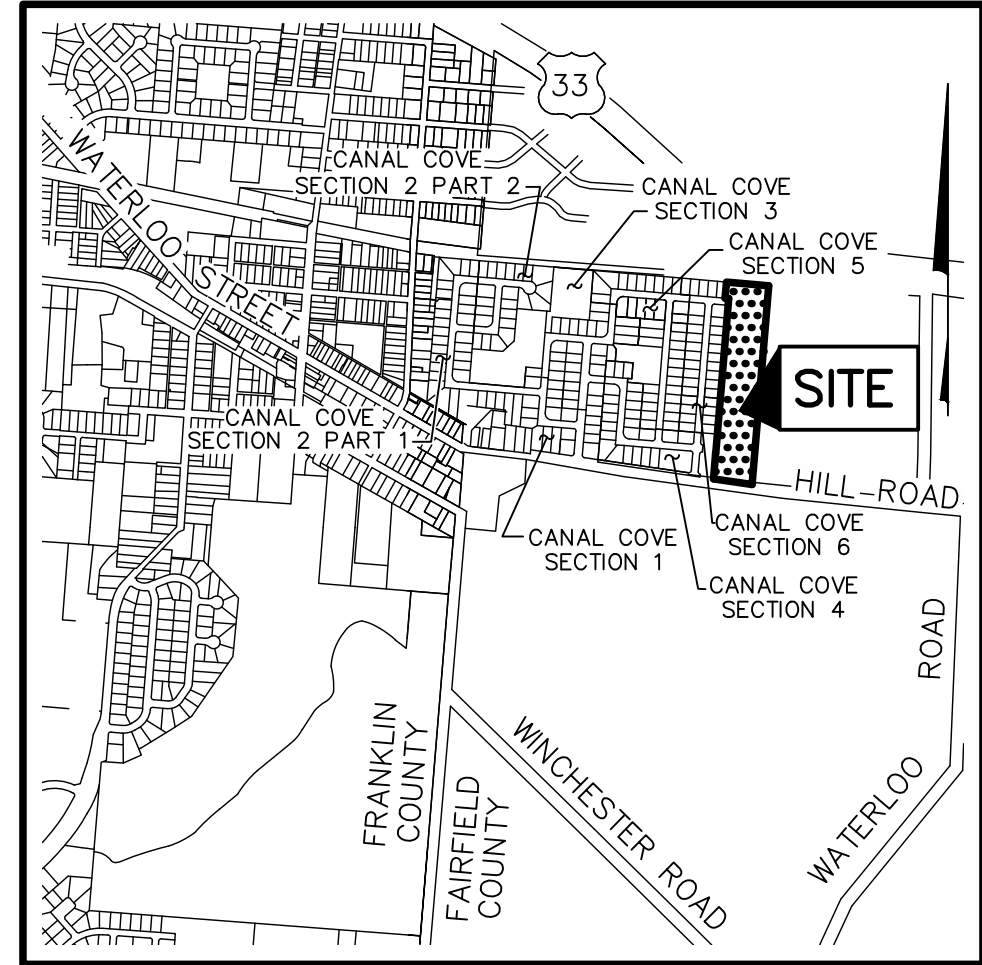 33
WATERLOO STREET
CANAL COVE
SECTION 2 PART 2
CANAL COVE
SECTION 3
CANAL COVE
SECTION 5
SITE
CANAL COVE
SECTION 2 PART 1
HILL ROAD
CANAL COVE
SECTION 1
CANAL COVE
SECTION 6
CANAL COVE
SECTION 4
ROAD
WATERLOO
FRANKLIN
COUNTY
FAIRFIELD
COUNTY
WINCHESTER ROAD